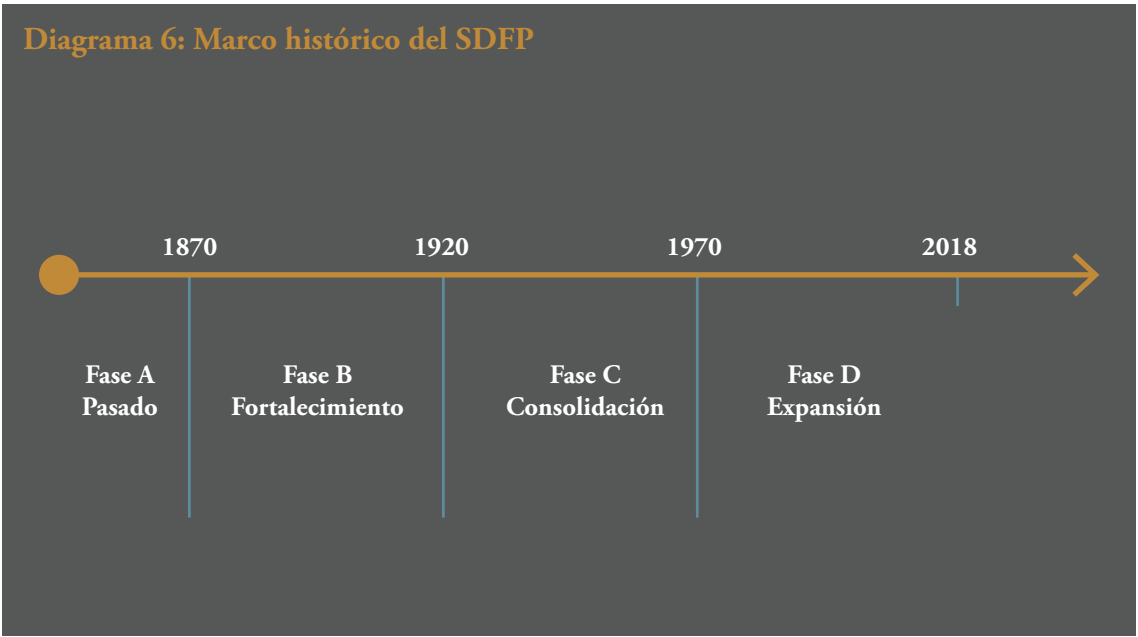 Diagrama 6: Marco histórico del SDFP
1870
1920
1970
2018
Fase A
Pasado
Fase B
Fortalecimiento
Fase C
Consolidación
Fase D
Expansión